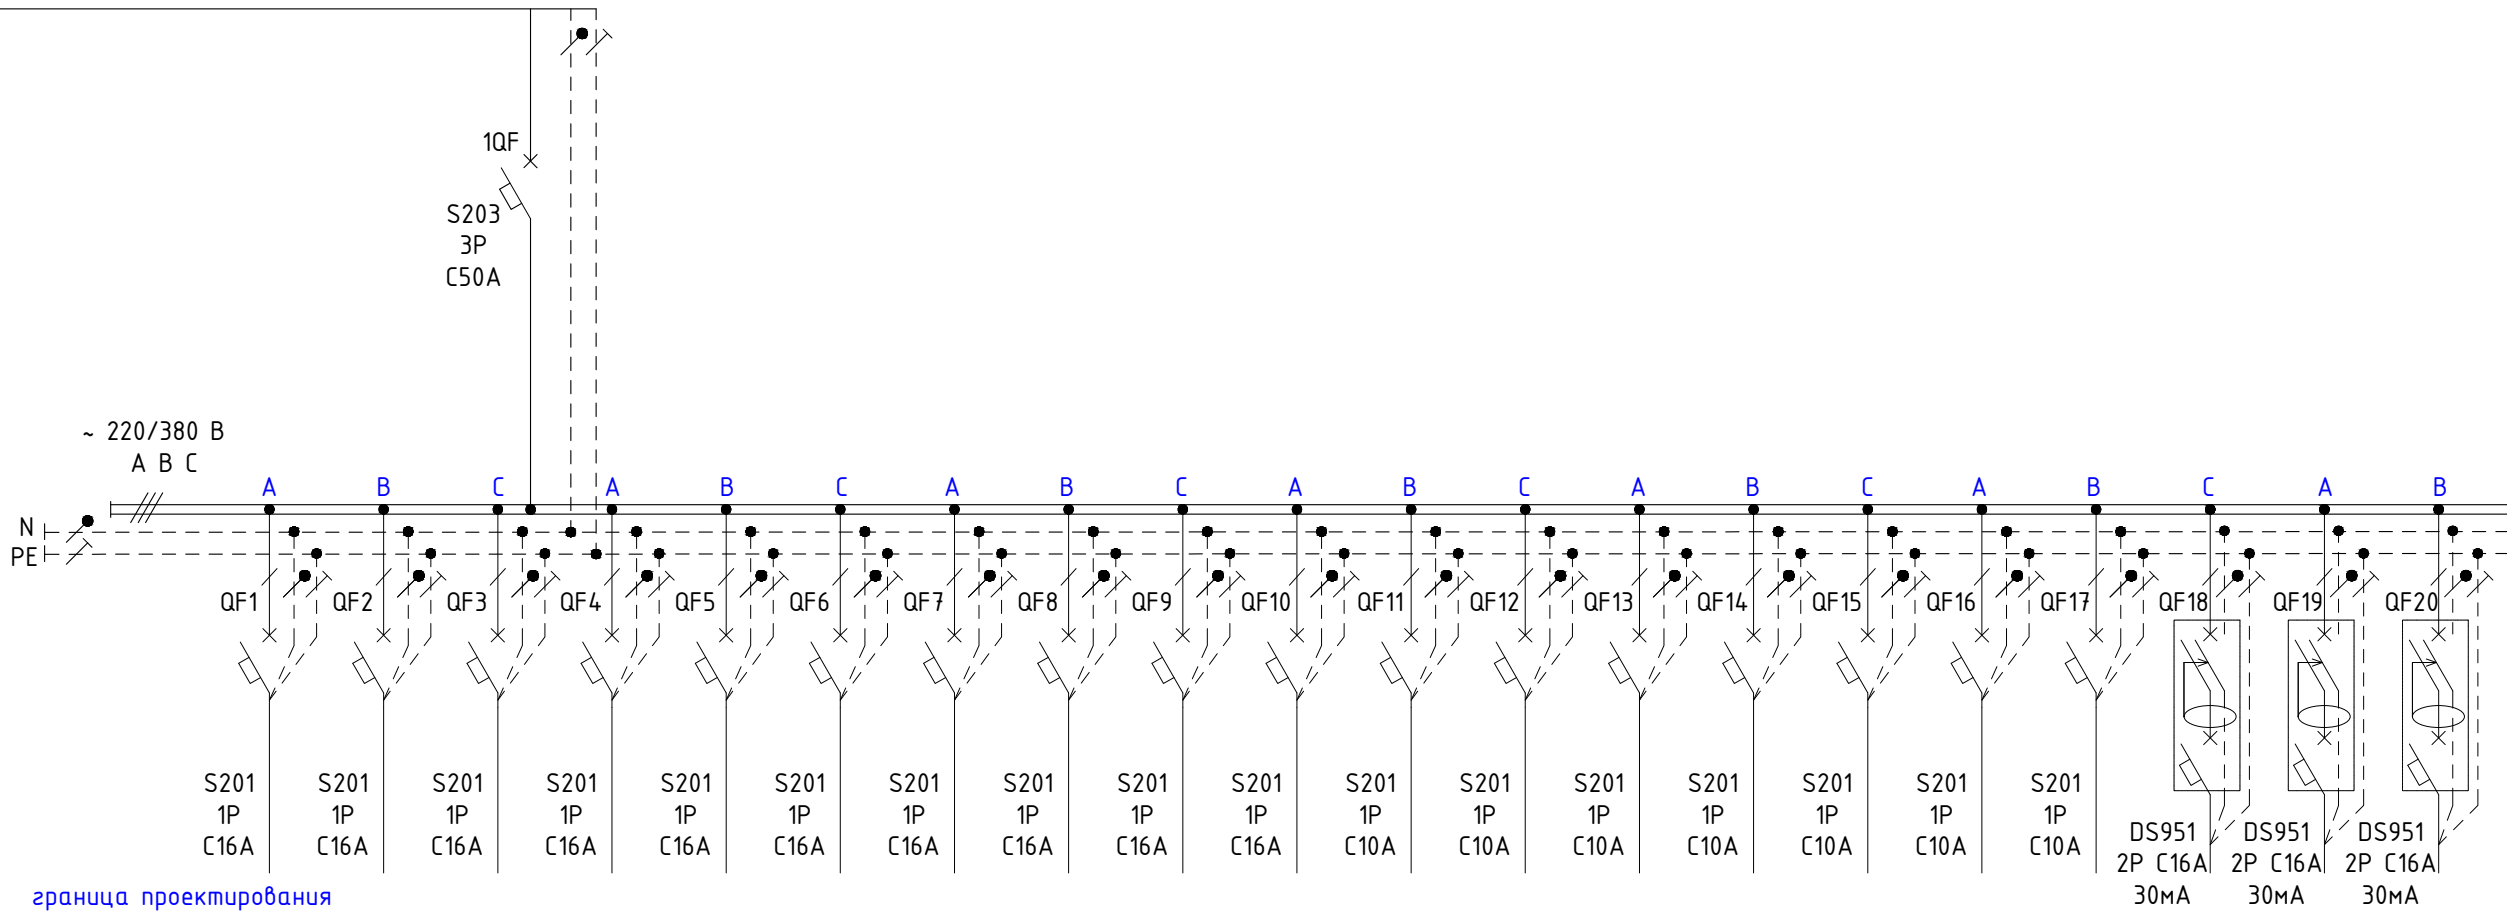 1QF
S203
3P
C50A
~ 220/380 В
A B C
A B C A B C A B C A B C A B C A B C A B
N
PE
QF1 QF2 QF3 QF4 QF5 QF6 QF7 QF8 QF9 QF10 QF11 QF12 QF13 QF14 QF15 QF16 QF17 QF18 QF19 QF20
S201 S201 S201 S201 S201 S201 S201 S201 S201 S201 S201 S201 S201 S201 S201 S201 S201
1P 1P 1P 1P 1P 1P 1P 1P 1P 1P 1P 1P 1P 1P 1P 1P 1P
C16A C16A C16A C16A C16A C16A C16A C16A C16A C16A C10A C10A C10A C10A C10A C10A C10A
DS951 DS951 DS951
2P C16A 2P C16A 2P C16A
30мА 30мА 30мА
граница проектирования